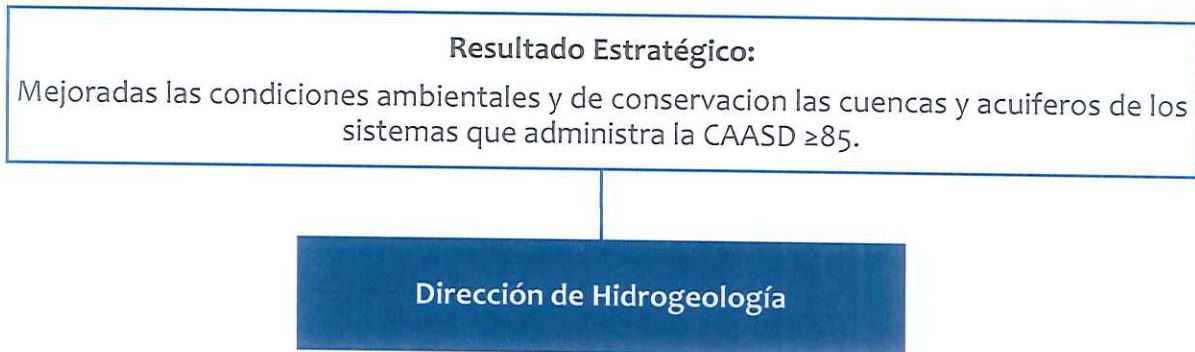 Resultado Estratégico:
Mejoradas las condiciones ambientales y de conservacion las cuencas y acuiferos de los
sistemas que administra la CAASD ≥85.
Dirección de Hidrogeología